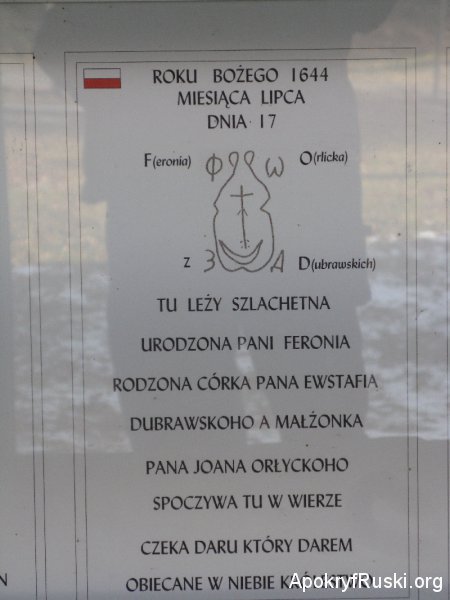 ROKU BOŻEGO 1644
MIESIĄCA LIPCA
DNIA 17
F(eronia) Ф W O(rlicka)
z З А D(ubrawskich)
TU LEŻY SZLACHETNA
URODZONA PANI FERONIA
RODZONA CÓRKA PANA EWSTAFIA
DUBRAWSKOHO A MAŁŻONKA
PANA JOANA ORŁYCKOHO
SPOCZYWA TU W WIERZE
CZEKA DARU KTÓRY DAREM
OBIECANE W NIEBIE
N
ApokryfRuski.org